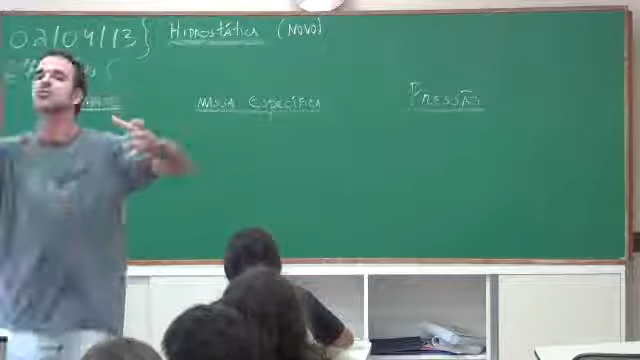 02/04/13} HIDROSTÁTICA (NOVO)
MASSA ESPECÍFICA
PRESSÃO